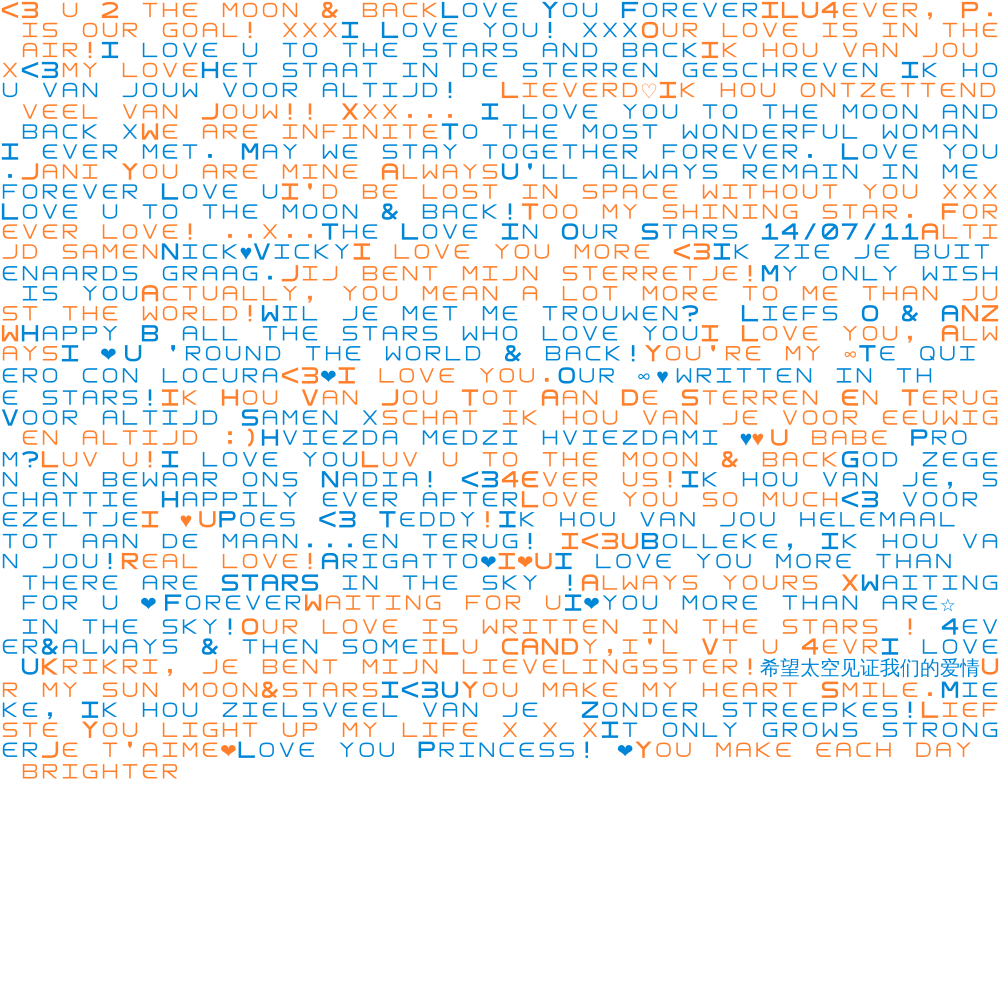 <3 u 2 the moon & backLove You ForeverILU4ever, P.
is our goal! xxxI Love you! xxxOur love is in the
air!I love u to the stars and backIk hou van jou
x<3my loveHet staat in de sterren geschreven Ik ho
u van jouw voor altijd!  Lieverd♡Ik hou ontzettend
veel van Jouw!! Xxx... I love you to the moon and
back xWe are infiniteTo the most wonderful woman
I ever met. May we stay together forever. Love you
.Jani You are mine AlwaysU'll always remain in me
forever Love uI'd be lost in space without you xxx
Love u to the moon & back!Too my shining star. For
ever love! ..x..The Love In Our Stars 14/07/11Alti
jd samenNick♥VickyI love you more <3Ik zie je buit
enaards graag.Jij bent mijn sterretje!My only wish
is youActually, you mean a lot more to me than ju
st the world!Wil je met me trouwen?  Liefs O & ANZ
WHappy B all the stars who love youI Love you, Alw
aysI ❤U 'round the world & back!You're my ∞Te qui
ero con locura<3❤I love you.Our ∞♥written in th
e stars!Ik Hou Van Jou Tot Aan De Sterren En Terug
Voor altijd Samen xSchat ik hou van je voor eeuwig
en altijd :)Hviezda medzi hviezdami ♥♥U babe Pro
m?Luv u!I love youLuv u to the moon & backGod zege
n en bewaar ons Nadia! <34Ever us!Ik hou van je, s
chattie Happily ever afterLove you so much<3 voor
ezeltjeI ♥UPoes <3 Teddy!Ik hou van jou helemaal
tot aan de maan...en terug! I<3UBolleke, Ik hou va
n jou!Real love!Arigatto❤I❤UI love you more than
there are STARS in the sky !Always yours XWaiting
for u ❤ForeverWaiting for uI❤you more than are☆
in the sky!Our love is written in the stars ! 4ev
er&always & then someiLu CANDy,i'l Vt u 4evrI love
UKrikri, je bent mijn lievelingsster!希望太空见证我们的爱情U
r my sun moon&starsI<3UYou make my heart Smile.Mie
ke, Ik hou zielsveel van je  Zonder streepkes!Lief
ste You light up my life x x xIt only grows strong
erJe t'aime❤Love you Princess! ❤You make each day
brighter